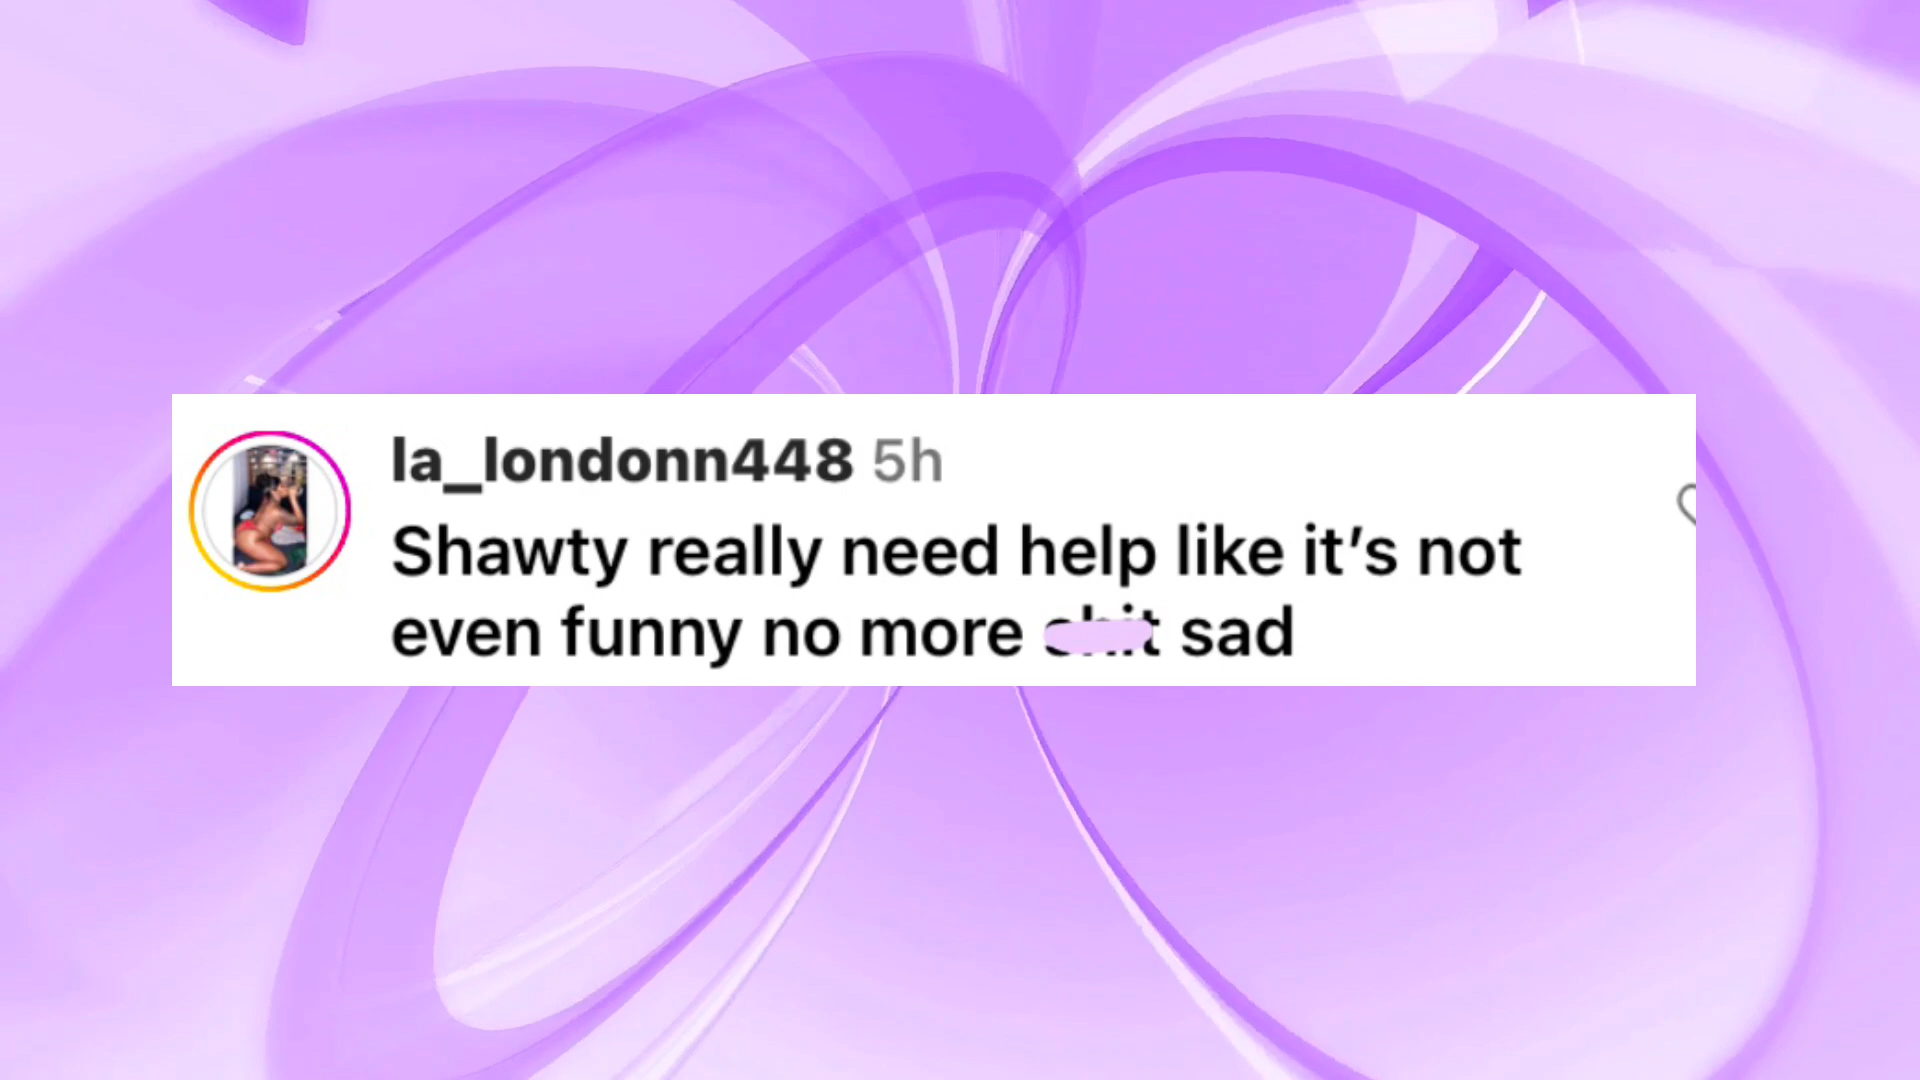 la_londonn448 5h
Shawty really need help like it’s not
even funny no more shit sad